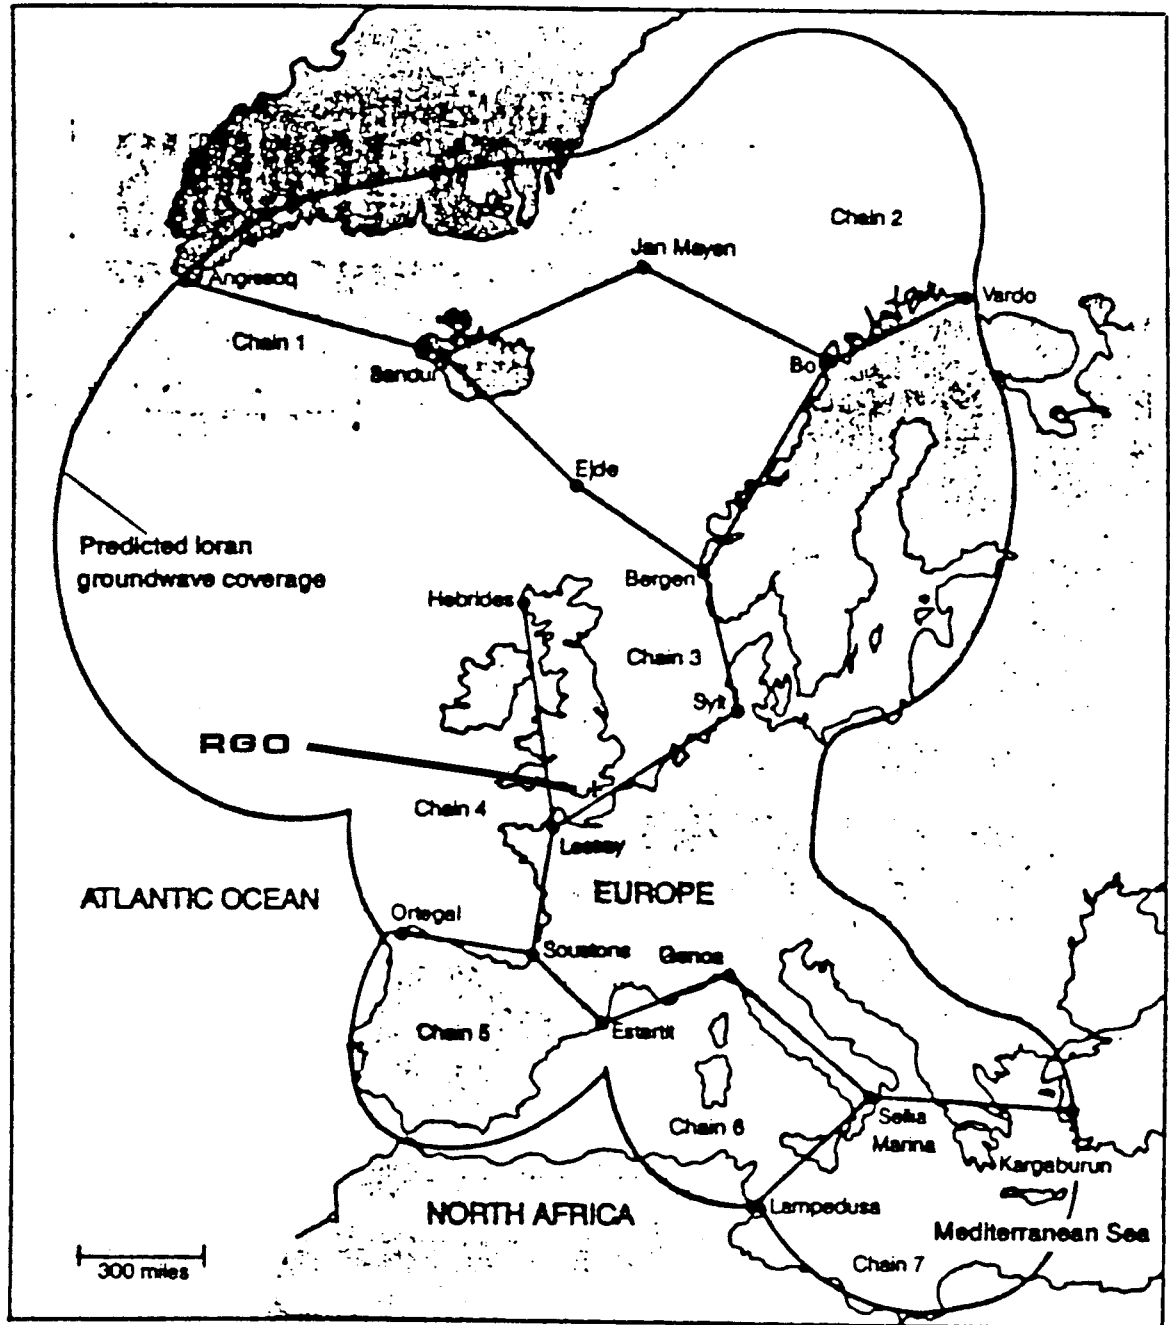 Chain 2
Jan Mayen
Angissoq
Vardo
Chain 1
Bo
Sandur
Ejde
Predicted loran
groundwave coverage
Bergen
Hebrides
Chain 3
Sylt
RGO
Chain 4
Lessay
ATLANTIC OCEAN
EUROPE
Ortegal
Soustons
Genoa
Estartit
Chain 5
Chain 6
Sellia
Marina
Kargaburun
Lampedusa
NORTH AFRICA
Mediterranean Sea
Chain 7
300 miles